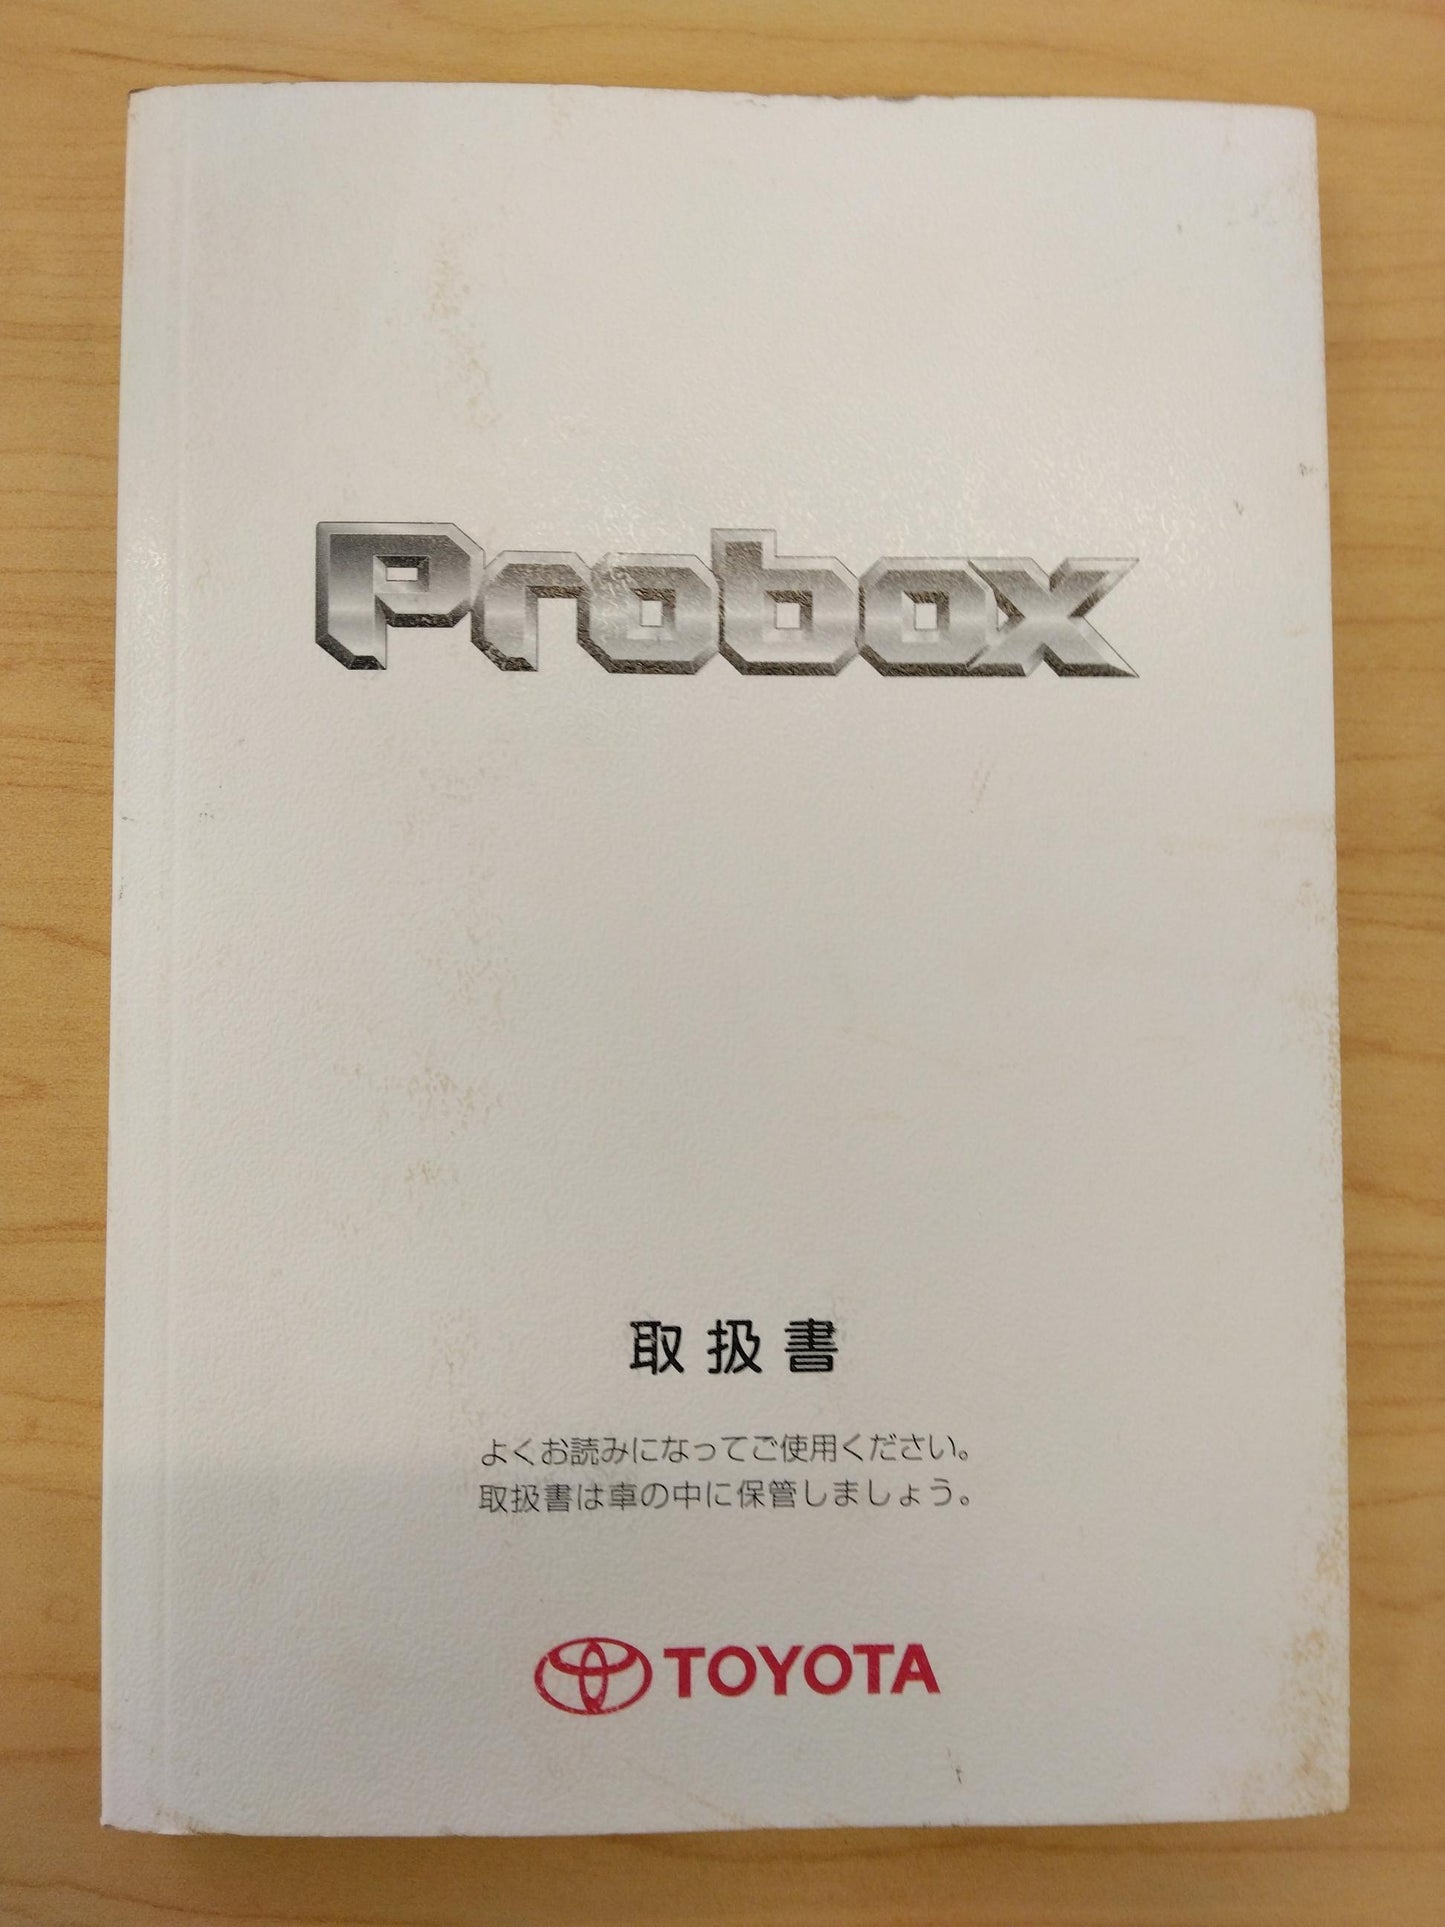 Probox
取扱書
よくお読みになってご使用ください。
取扱書は車の中に保管しましょう。
TOYOTA